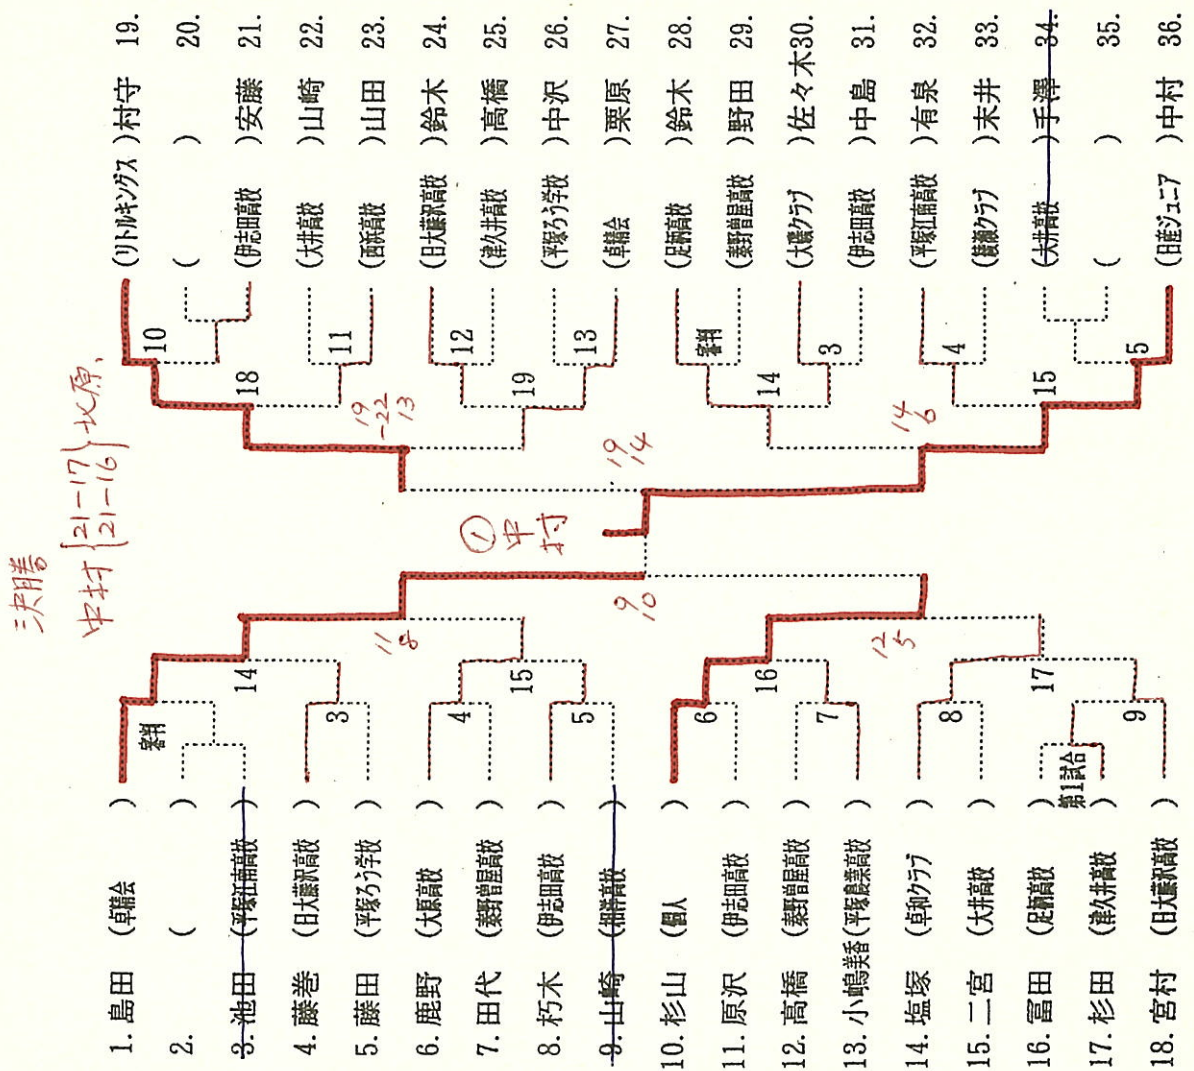 決勝
中村 { 21-17 21-16 } 北原
① 中村
1. 島田 (卓精会 )
2. ( )
3. 池田 (平塚江南高校 )
4. 藤巻 (日大藤沢高校 )
5. 藤田 (平塚ろう学校 )
6. 鹿野 (大原高校 )
7. 田代 (秦野曽屋高校 )
8. 朽木 (伊志田高校 )
9. 山崎 (相洋高校 )
10. 杉山 (個人 )
11. 原沢 (伊志田高校 )
12. 高橋 (秦野曽屋高校 )
13. 小嶋美香 (平塚農業高校 )
14. 塩塚 (卓和クラブ )
15. 二宮 (大井高校 )
16. 冨田 (足柄高校 )
17. 杉田 (津久井高校 )
18. 宮村 (日大藤沢高校 )
審判
14
3
4
15
5
6
16
7
8
17
第1試合
9
11 8
9 10
12 5
(リトルキングス )村守 19.
( ) 20.
(伊志田高校 )安藤 21.
(大井高校 )山崎 22.
(西浜高校 )山田 23.
(日大藤沢高校 )鈴木 24.
(津久井高校 )高橋 25.
(平塚ろう学校 )中沢 26.
(卓精会 )栗原 27.
(足柄高校 )鈴木 28.
(秦野曽屋高校 )野田 29.
(大磯クラブ )佐々木 30.
(伊志田高校 )中島 31.
(平塚江南高校 )有泉 32.
(綾瀬クラブ )末井 33.
(大井高校 )手澤 34.
( ) 35.
(日産ジュニア )中村 36.
10
18
11
12
19
13
審判
14
3
4
15
5
19 -22 13
19 14
14 6